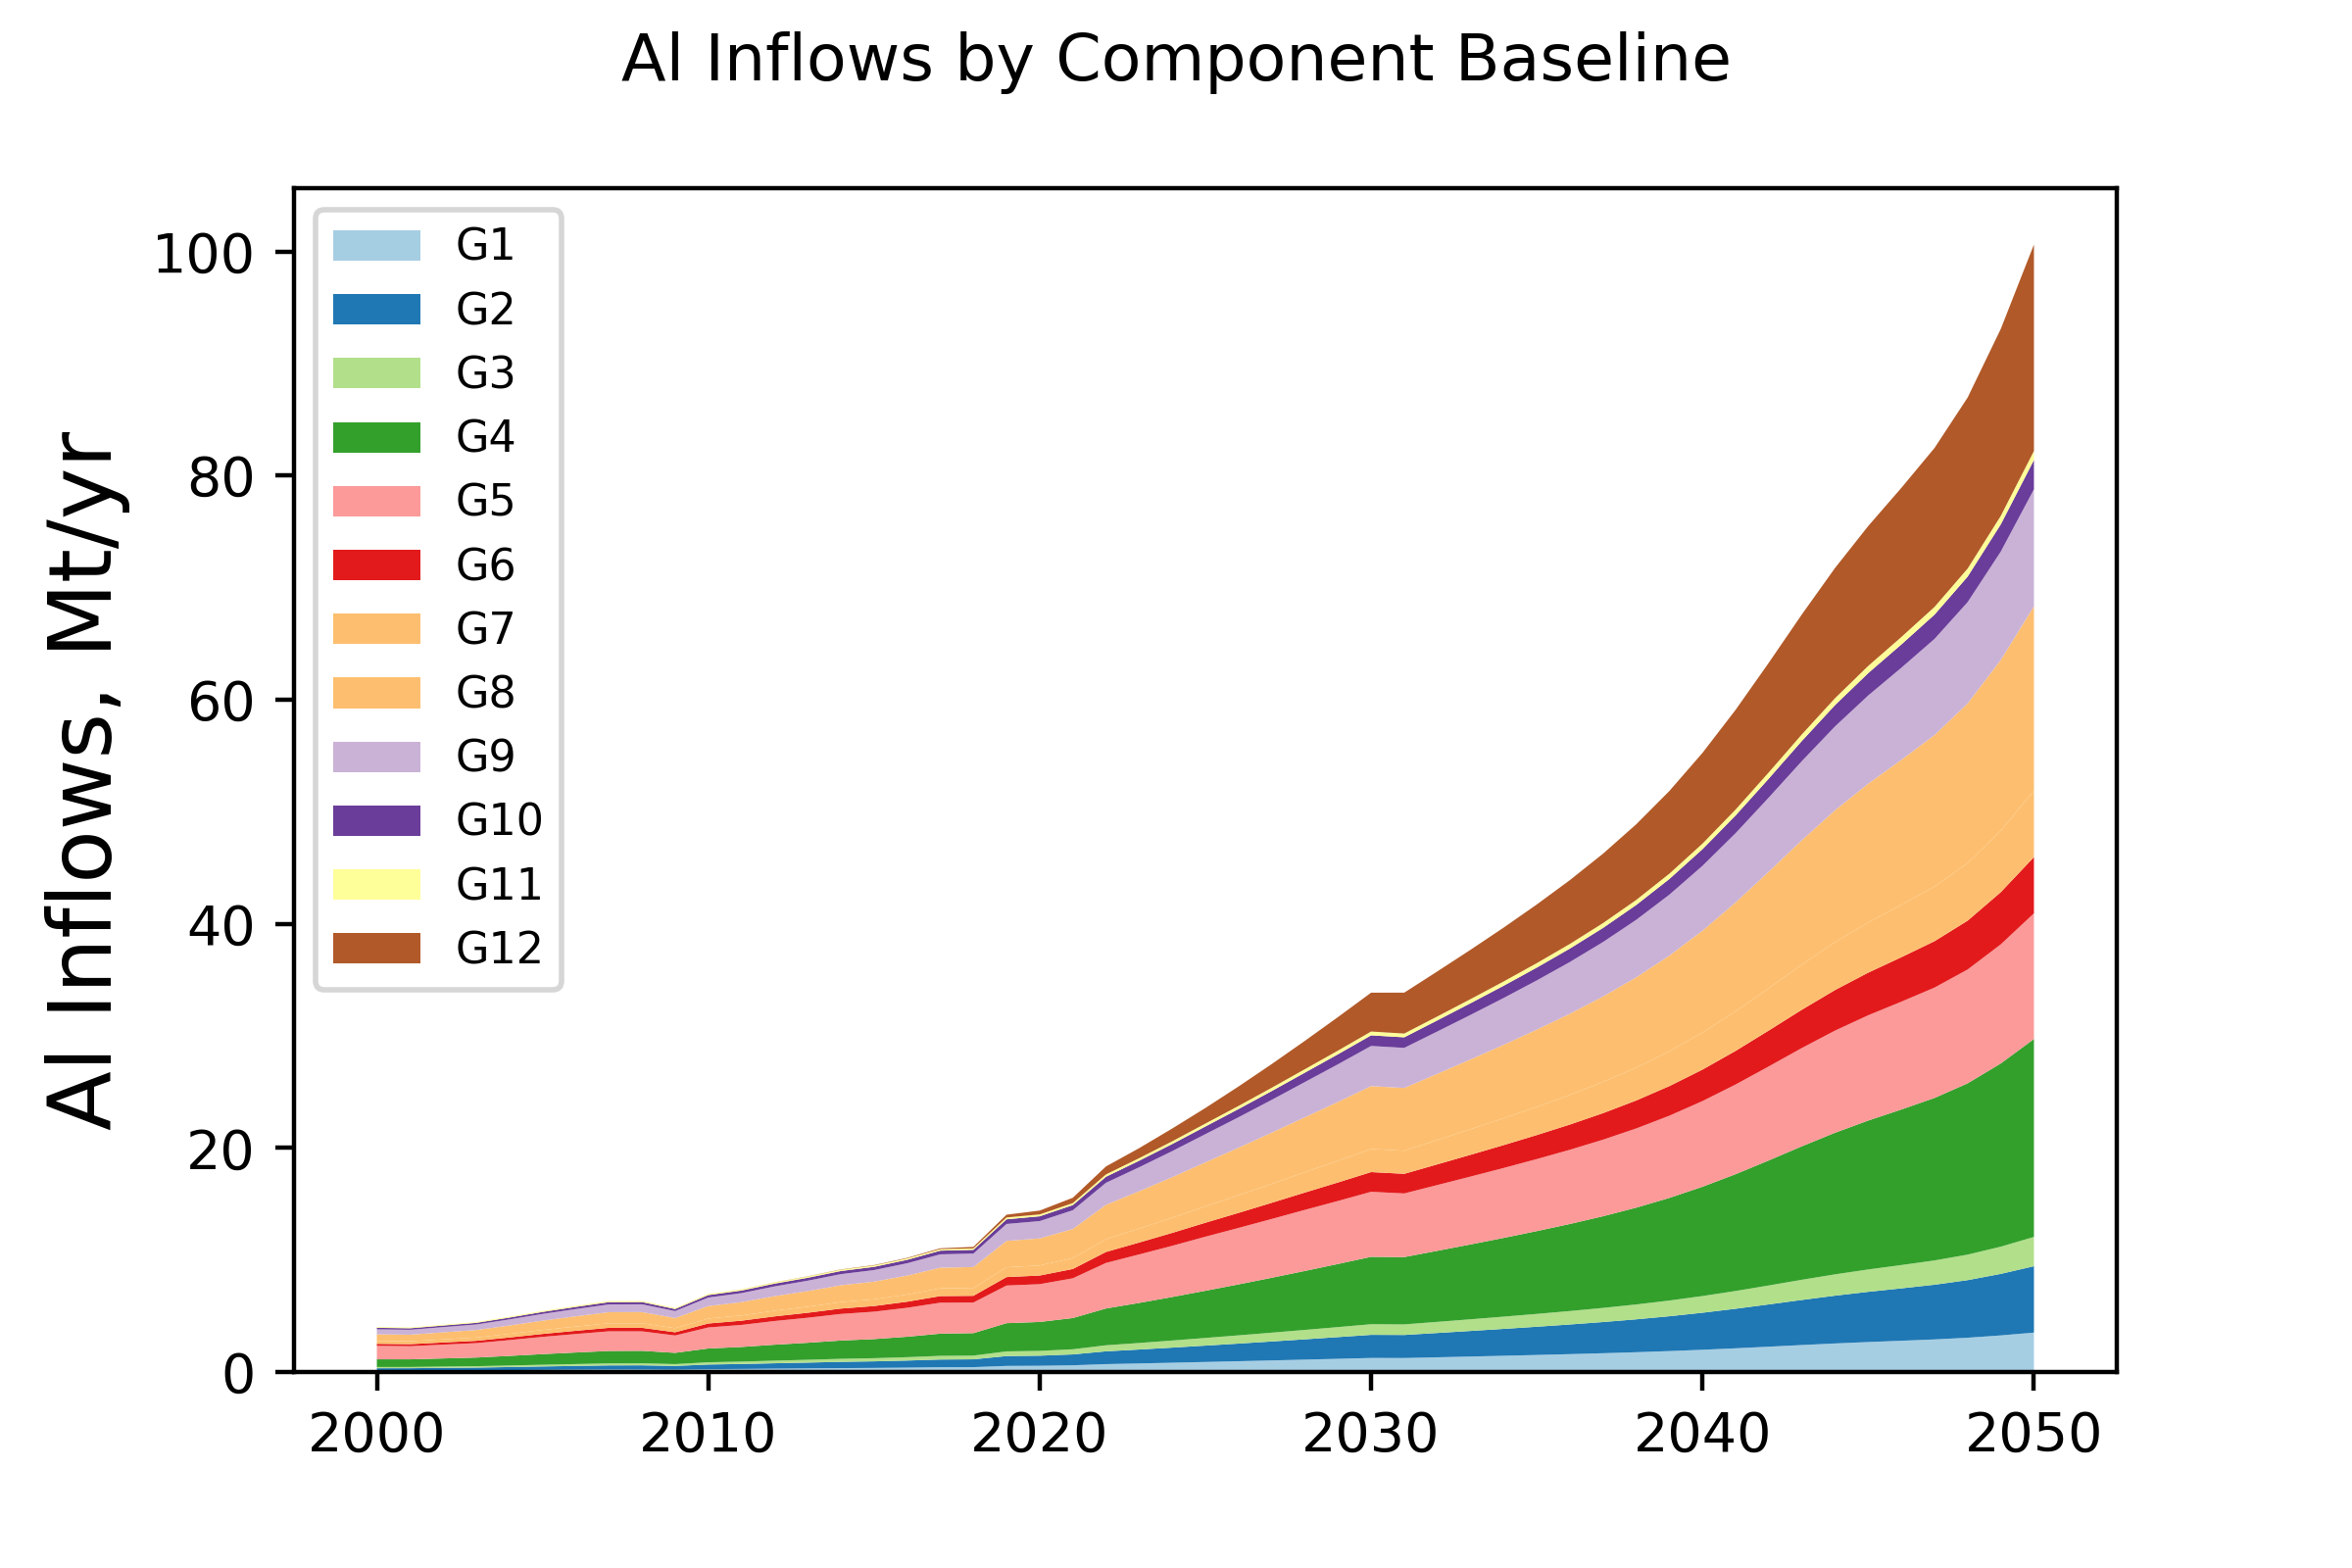 Al Inflows by Component Baseline
Al Inflows, Mt/yr
100
80
60
40
20
0
G1
G2
G3
G4
G5
G6
G7
G8
G9
G10
G11
G12
2000 2010 2020 2030 2040 2050